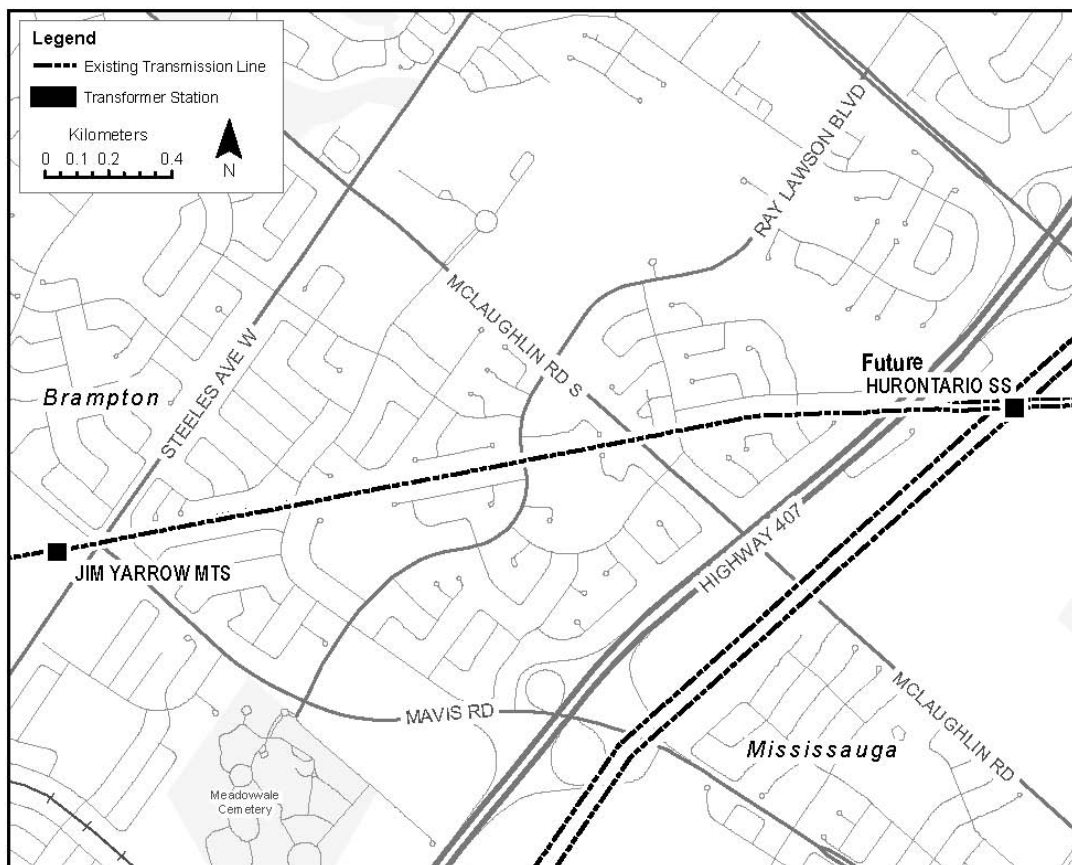 Legend
Existing Transmission Line
Transformer Station
Kilometers
0 0.1 0.2 0.4
N
RAY LAWSON BLVD
MCLAUGHLIN RD S
STEELES AVE W
Brampton
Future
HURONTARIO SS
JIM YARROW MTS
HIGHWAY 407
MAVIS RD
MCLAUGHLIN RD
Mississauga
Meadowvale
Cemetery